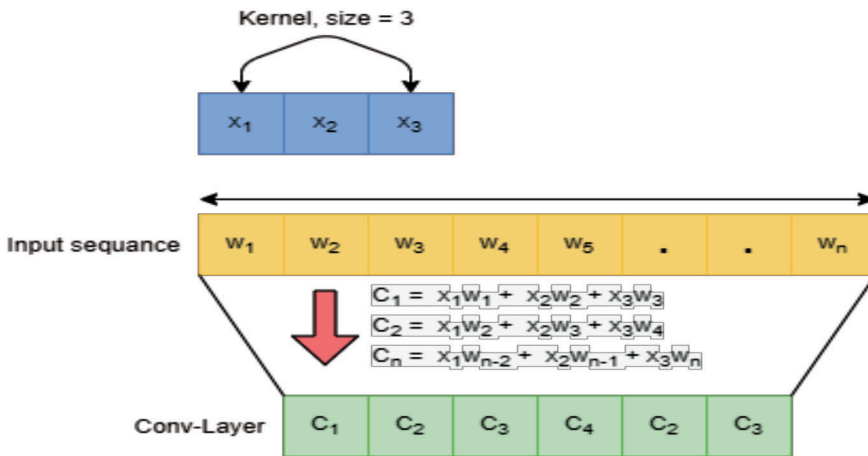 Kernel, size = 3
x₁ x₂ x₃
Input sequance w₁ w₂ w₃ w₄ w₅ . . wₙ
C₁ = x₁w₁ + x₂w₂ + x₃w₃
C₂ = x₁w₂ + x₂w₃ + x₃w₄
Cₙ = x₁wₙ₋₂ + x₂wₙ₋₁ + x₃wₙ
Conv-Layer C₁ C₂ C₃ C₄ C₂ C₃